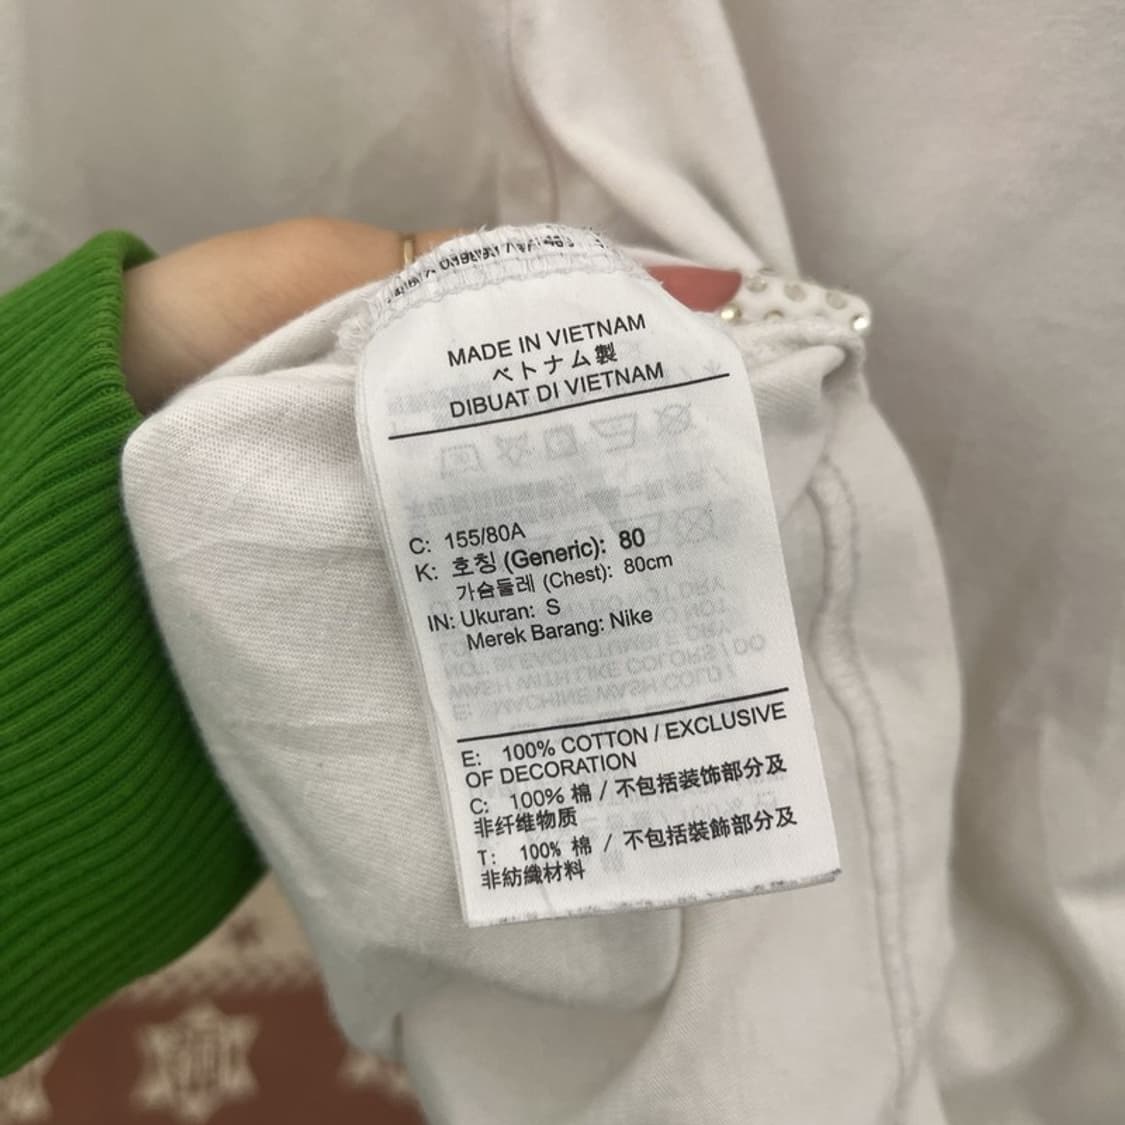 MADE IN VIETNAM
ベトナム製
DIBUAT DI VIETNAM
C: 155/80A
K: 호칭 (Generic): 80
가슴둘레 (Chest): 80cm
IN: Ukuran: S
Merek Barang: Nike
E: 100% COTTON / EXCLUSIVE
OF DECORATION
C: 100% 棉 / 不包括装饰部分及
非纤维物质
T: 100% 棉 / 不包括裝飾部分及
非紡織材料